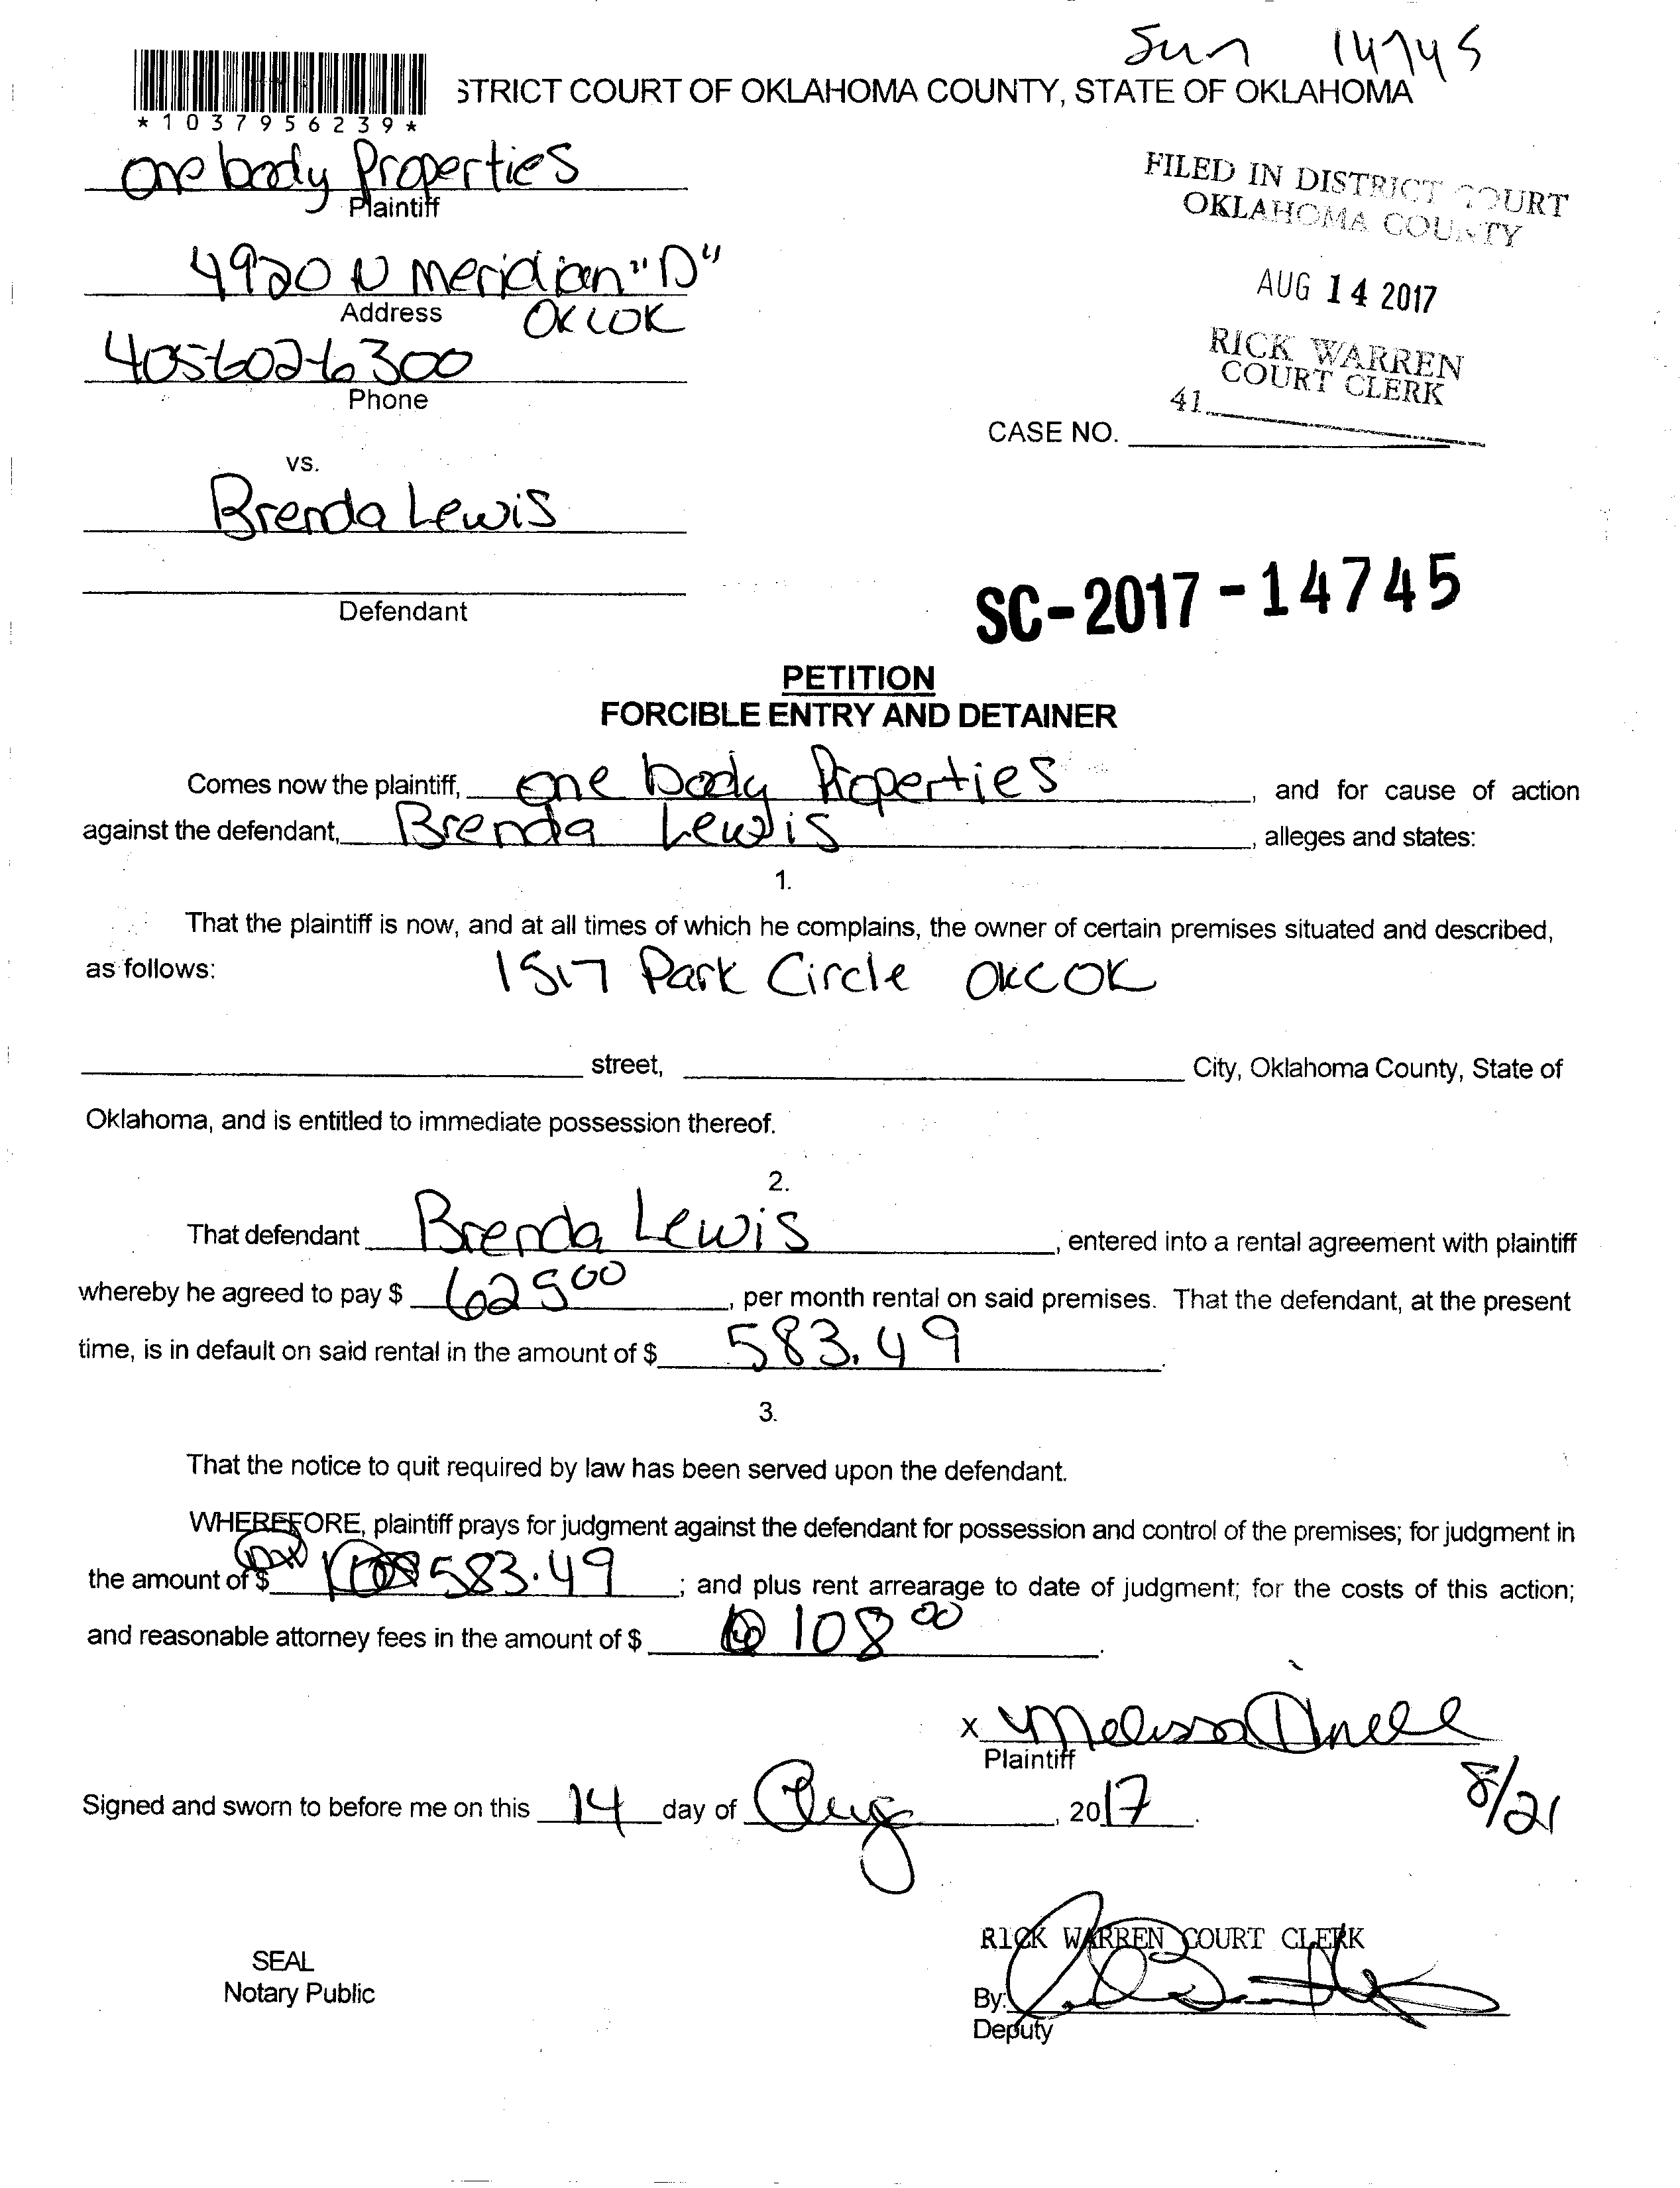 Sun 14745
STRICT COURT OF OKLAHOMA COUNTY, STATE OF OKLAHOMA
*1037956239*
One body Properties
Plaintiff
FILED IN DISTRICT COURT
OKLAHOMA COUNTY
4920 N Meridian "D"
Address OKC OK
AUG 14 2017
4056026300
Phone
RICK WARREN
COURT CLERK
41
CASE NO.
vs.
Brenda Lewis
Defendant
SC-2017-14745
PETITION
FORCIBLE ENTRY AND DETAINER
Comes now the plaintiff, One body Properties, and for cause of action
against the defendant, Brenda Lewis, alleges and states:
1.
That the plaintiff is now, and at all times of which he complains, the owner of certain premises situated and described,
as follows: 1517 Park Circle OKC OK
street, City, Oklahoma County, State of
Oklahoma, and is entitled to immediate possession thereof.
2.
That defendant Brenda Lewis, entered into a rental agreement with plaintiff
whereby he agreed to pay $ 625 00, per month rental on said premises. That the defendant, at the present
time, is in default on said rental in the amount of $ 583.49.
3.
That the notice to quit required by law has been served upon the defendant.
WHEREFORE, plaintiff prays for judgment against the defendant for possession and control of the premises; for judgment in
the amount of $ 583.49; and plus rent arrearage to date of judgment; for the costs of this action;
and reasonable attorney fees in the amount of $ 108 00.
X Melissa
Plaintiff
8/21
Signed and sworn to before me on this 14 day of Aug, 2017.
RICK WARREN COURT CLERK
SEAL
Notary Public
By:
Deputy